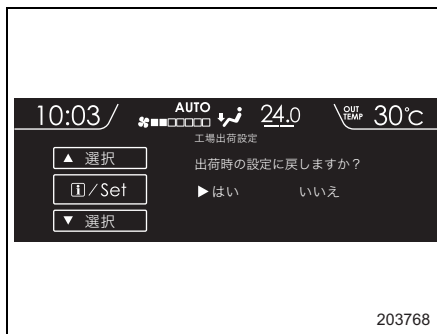 10:03
AUTO
24.0
OUT TEMP
30℃
工場出荷設定
▲ 選択
出荷時の設定に戻しますか?
i/Set
▶はい
いいえ
▼ 選択
203768